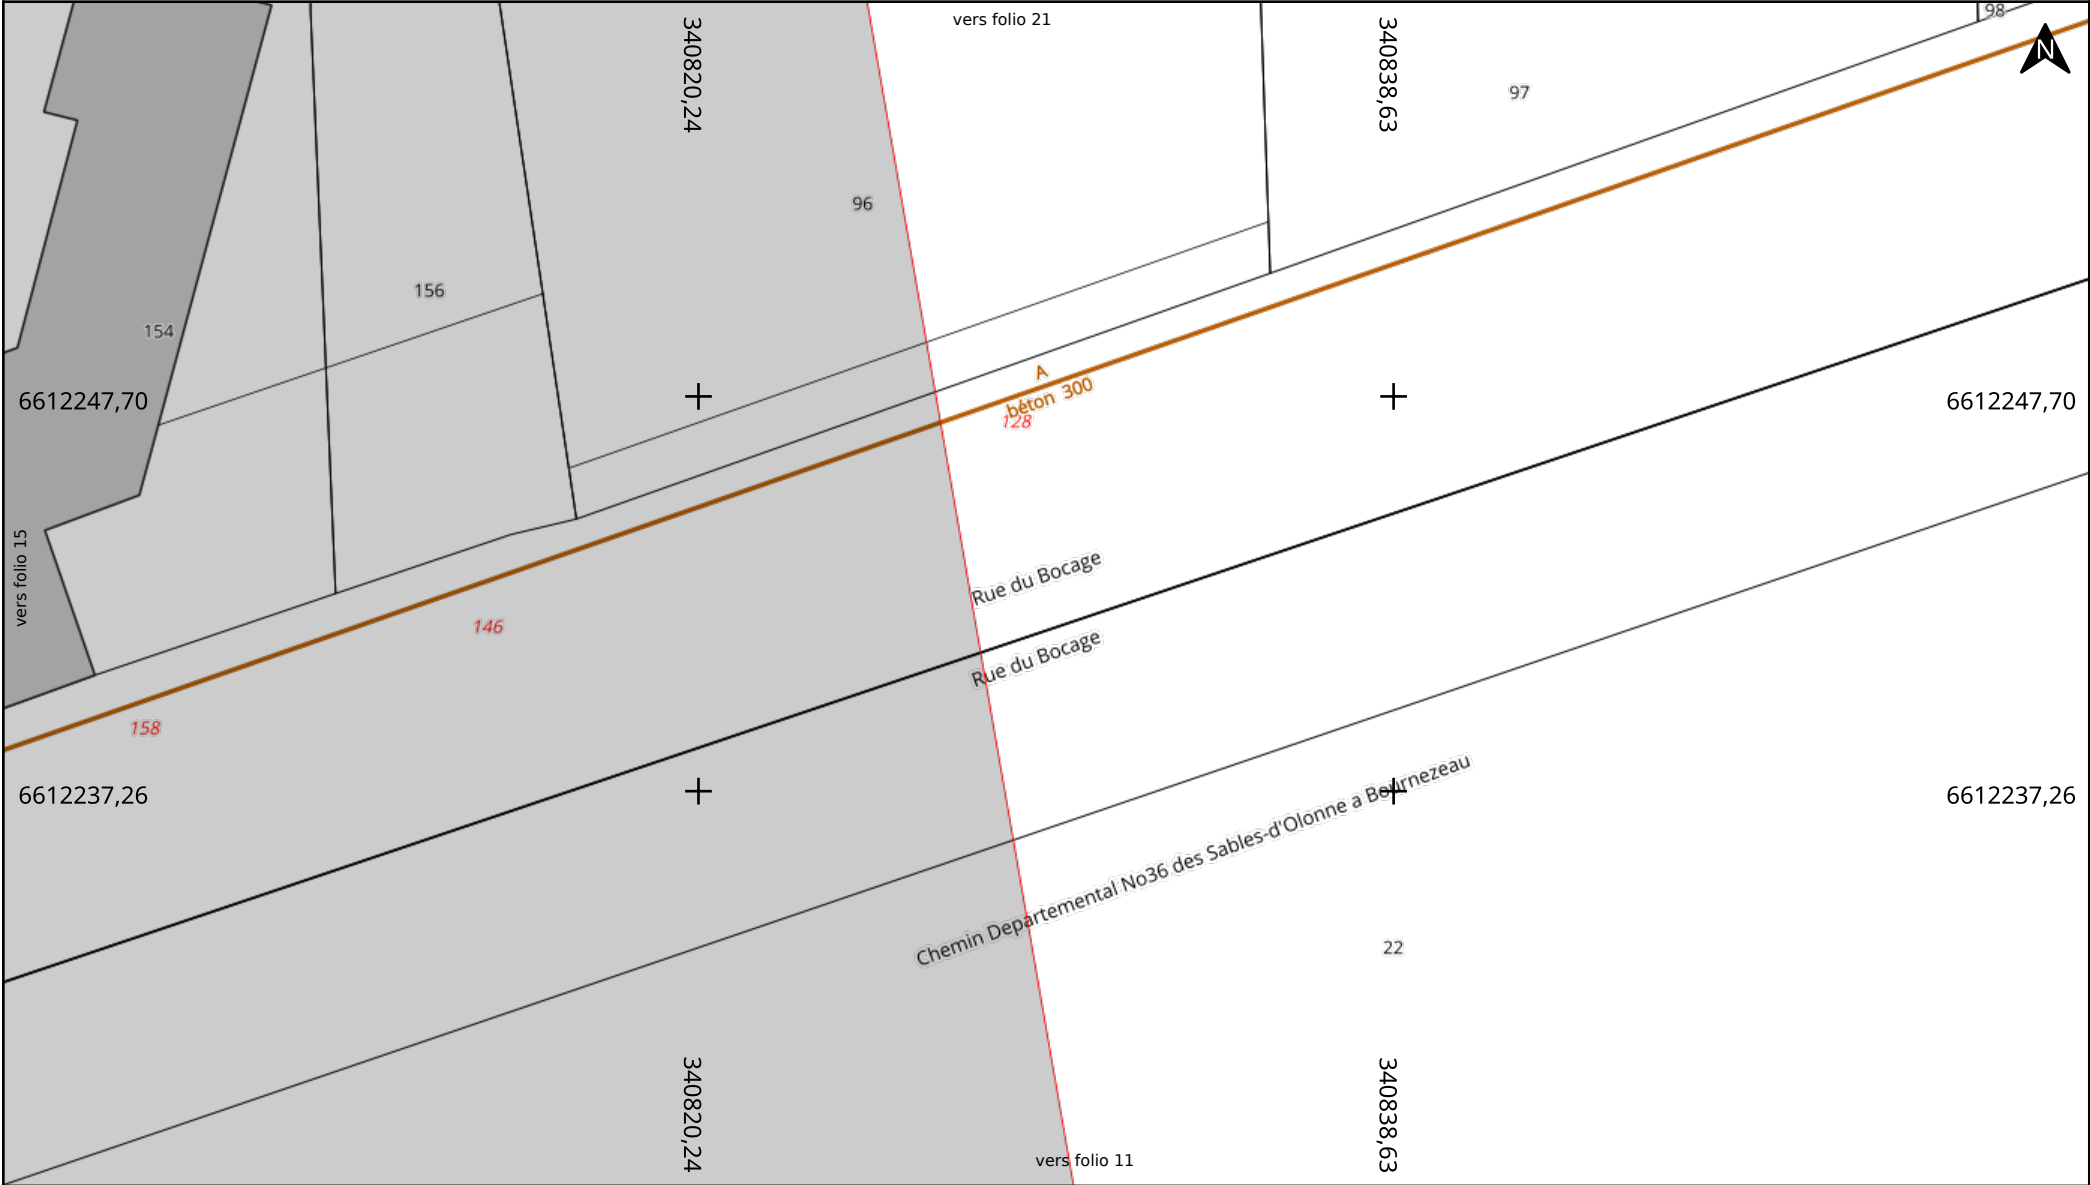 vers folio 21
98
340820,24
340838,63
N
97
96
156
154
A
béton 300
128
6612247,70
6612247,70
vers folio 15
Rue du Bocage
146
Rue du Bocage
158
Chemin Departemental No36 des Sables-d'Olonne a Bournezeau
6612237,26
6612237,26
22
340820,24
340838,63
vers folio 11